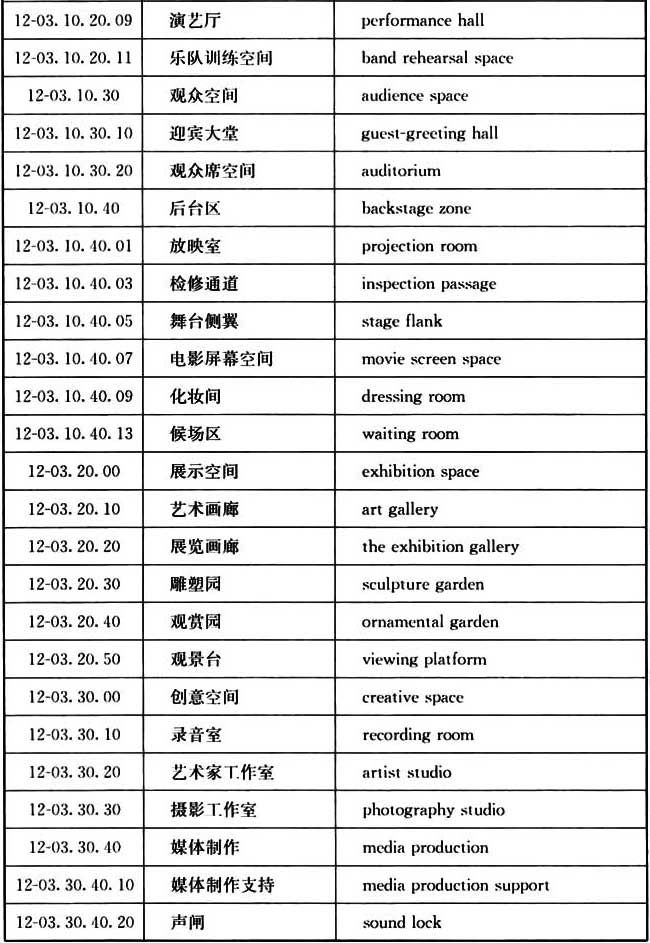 12-03. 10. 20. 09 演艺厅 performance hall
12-03. 10. 20. 11 乐队训练空间 band rehearsal space
12-03. 10. 30 观众空间 audience space
12-03. 10. 30. 10 迎宾大堂 guest-greeting hall
12-03. 10. 30. 20 观众席空间 auditorium
12-03. 10. 40 后台区 backstage zone
12-03. 10. 40. 01 放映室 projection room
12-03. 10. 40. 03 检修通道 inspection passage
12-03. 10. 40. 05 舞台侧翼 stage flank
12-03. 10. 40. 07 电影屏幕空间 movie screen space
12-03. 10. 40. 09 化妆间 dressing room
12-03. 10. 40. 13 候场区 waiting room
12-03. 20. 00 展示空间 exhibition space
12-03. 20. 10 艺术画廊 art gallery
12-03. 20. 20 展览画廊 the exhibition gallery
12-03. 20. 30 雕塑园 sculpture garden
12-03. 20. 40 观赏园 ornamental garden
12-03. 20. 50 观景台 viewing platform
12-03. 30. 00 创意空间 creative space
12-03. 30. 10 录音室 recording room
12-03. 30. 20 艺术家工作室 artist studio
12-03. 30. 30 摄影工作室 photography studio
12-03. 30. 40 媒体制作 media production
12-03. 30. 40. 10 媒体制作支持 media production support
12-03. 30. 40. 20 声闸 sound lock